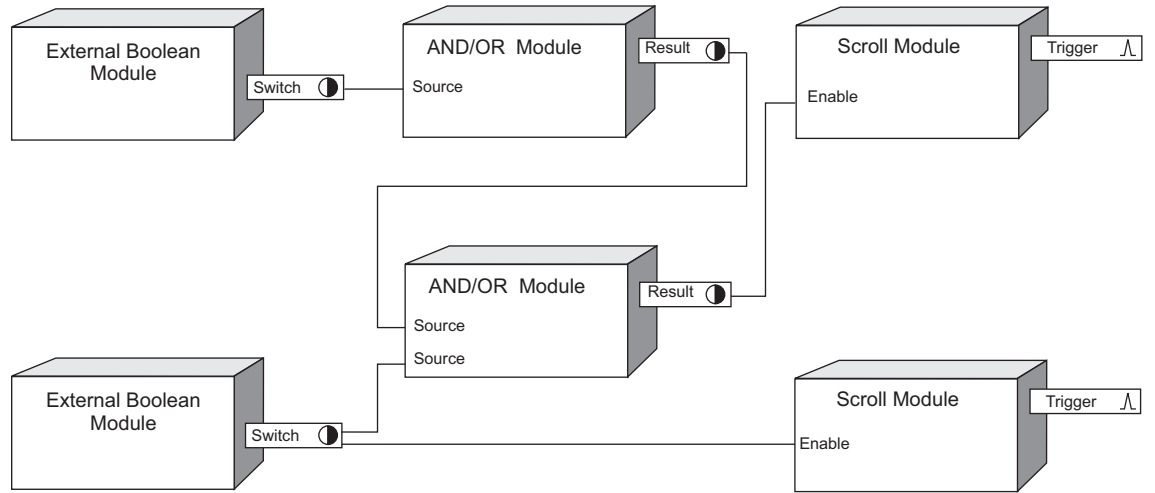 External Boolean
Module
Switch
AND/OR Module
Source
Result
Scroll Module
Enable
Trigger
AND/OR Module
Source
Source
Result
External Boolean
Module
Switch
Scroll Module
Enable
Trigger